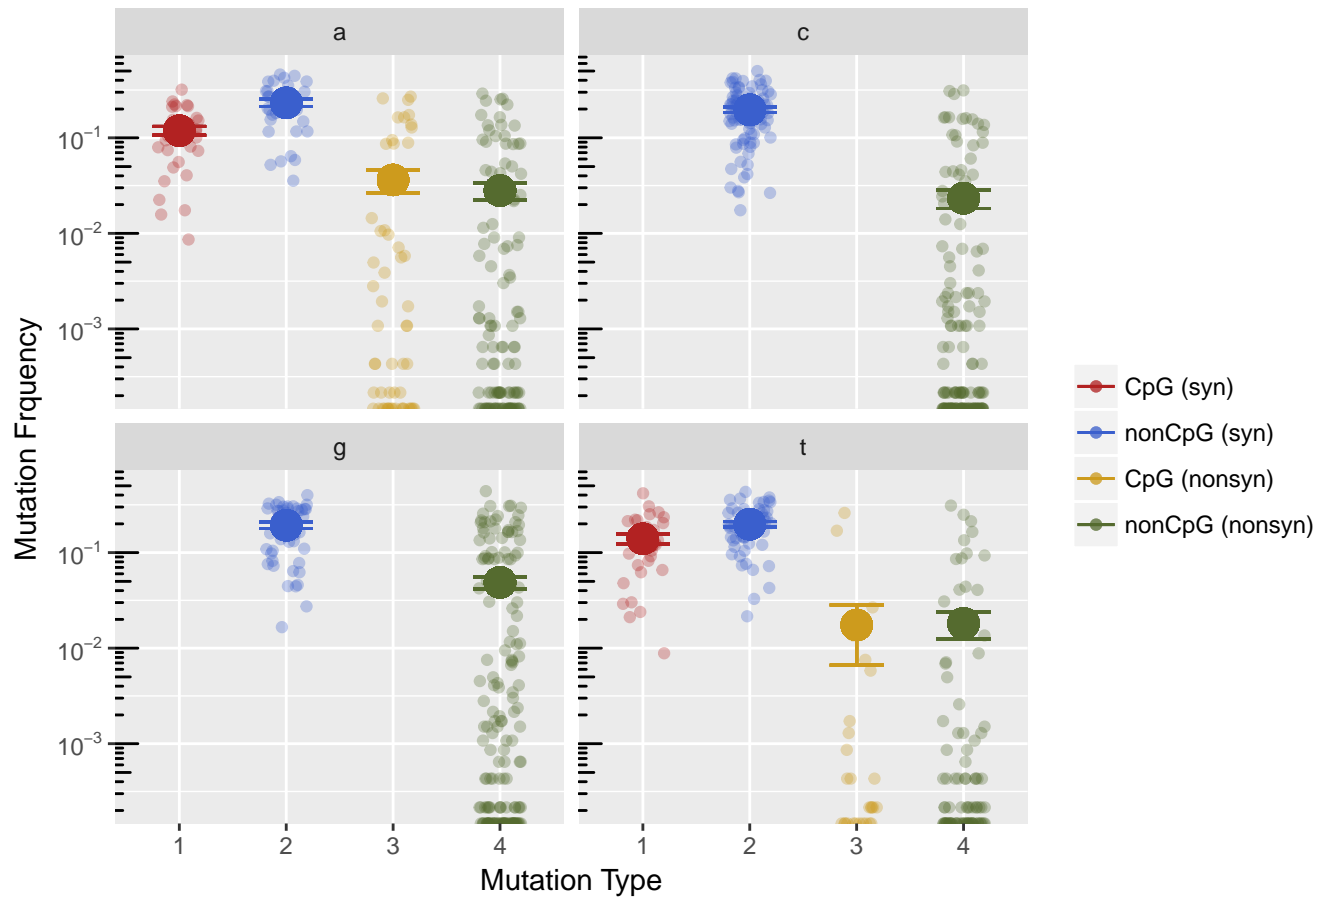 a
c
10⁻¹
10⁻²
10⁻³
g
t
10⁻¹
10⁻²
10⁻³
1 2 3 4
1 2 3 4
Mutation Type
Mutation Frquency
CpG (syn)
nonCpG (syn)
CpG (nonsyn)
nonCpG (nonsyn)